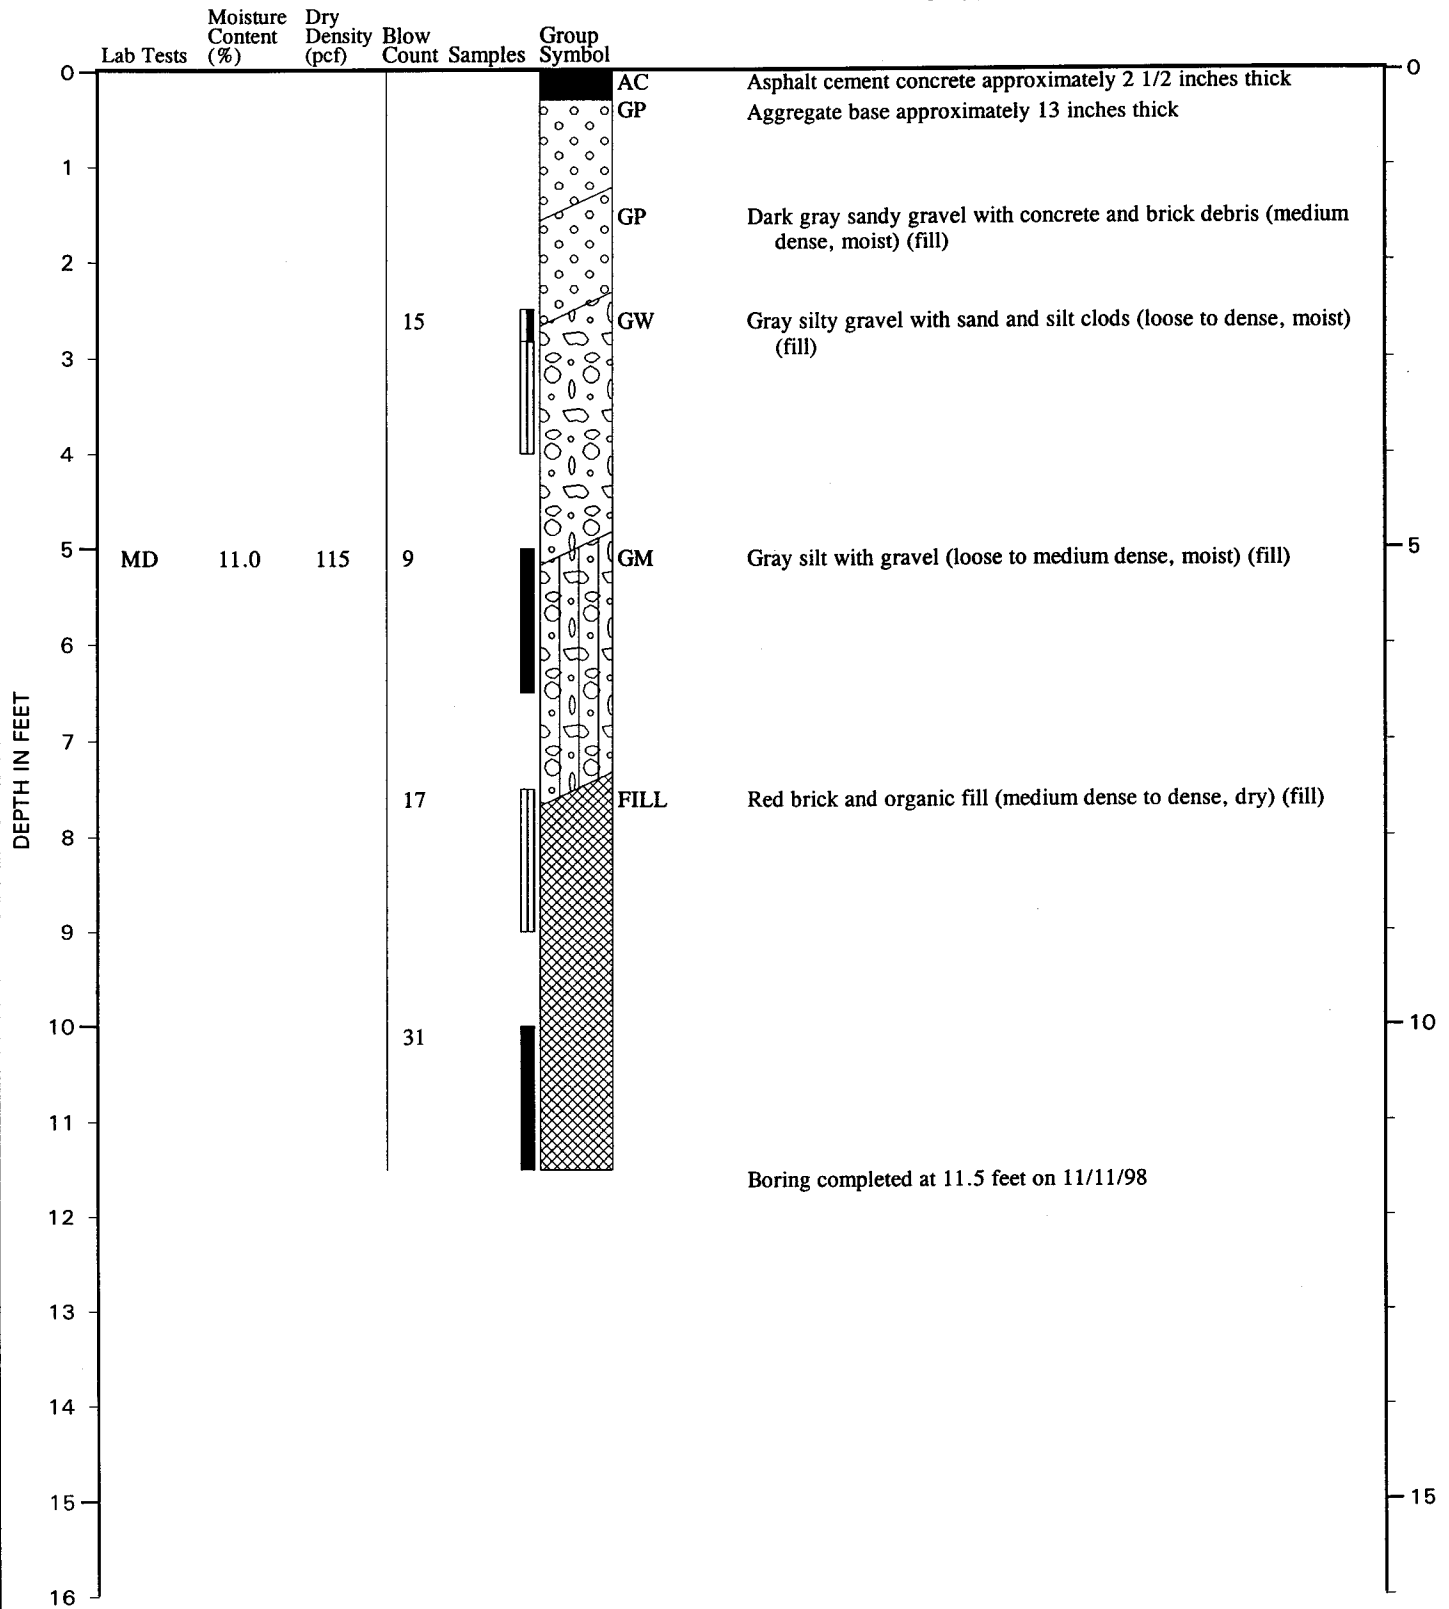 Moisture Dry
Content Density Blow Group
Lab Tests (%) (pcf) Count Samples Symbol
0 AC Asphalt cement concrete approximately 2 1/2 inches thick 0
GP Aggregate base approximately 13 inches thick
1
GP Dark gray sandy gravel with concrete and brick debris (medium
dense, moist) (fill)
2
15 GW Gray silty gravel with sand and silt clods (loose to dense, moist)
(fill)
3
4
5 MD 11.0 115 9 GM Gray silt with gravel (loose to medium dense, moist) (fill) 5
6
DEPTH IN FEET
7
17 FILL Red brick and organic fill (medium dense to dense, dry) (fill)
8
9
10 31 10
11
Boring completed at 11.5 feet on 11/11/98
12
13
14
15 15
16